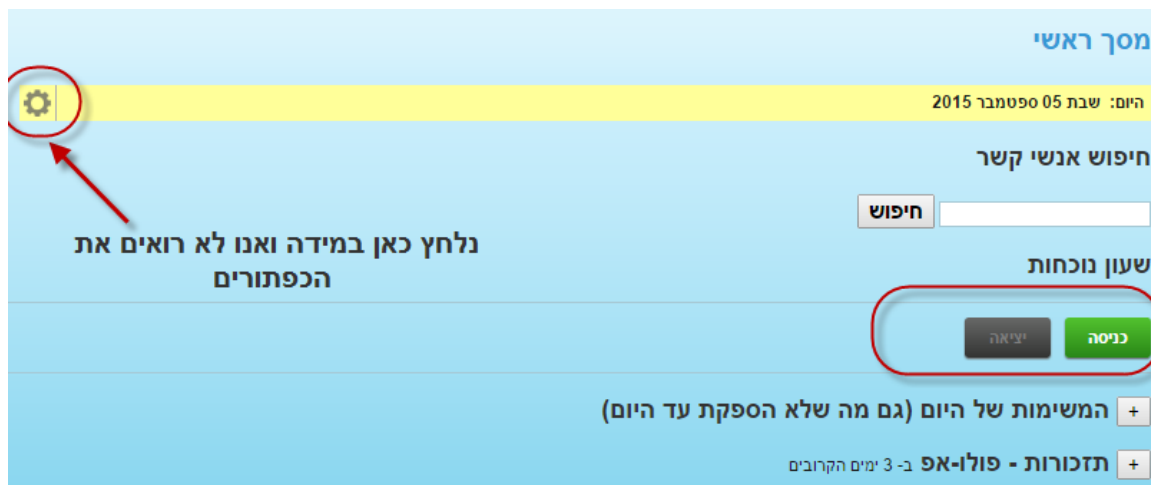 מסך ראשי
היום: שבת 05 ספטמבר 2015
חיפוש אנשי קשר
חיפוש
נלחץ כאן במידה ואנו לא רואים את
הכפתורים
שעון נוכחות
כניסה יציאה
+ המשימות של היום (גם מה שלא הספקת עד היום)
+ תזכורות - פולו-אפ ב- 3 ימים הקרובים